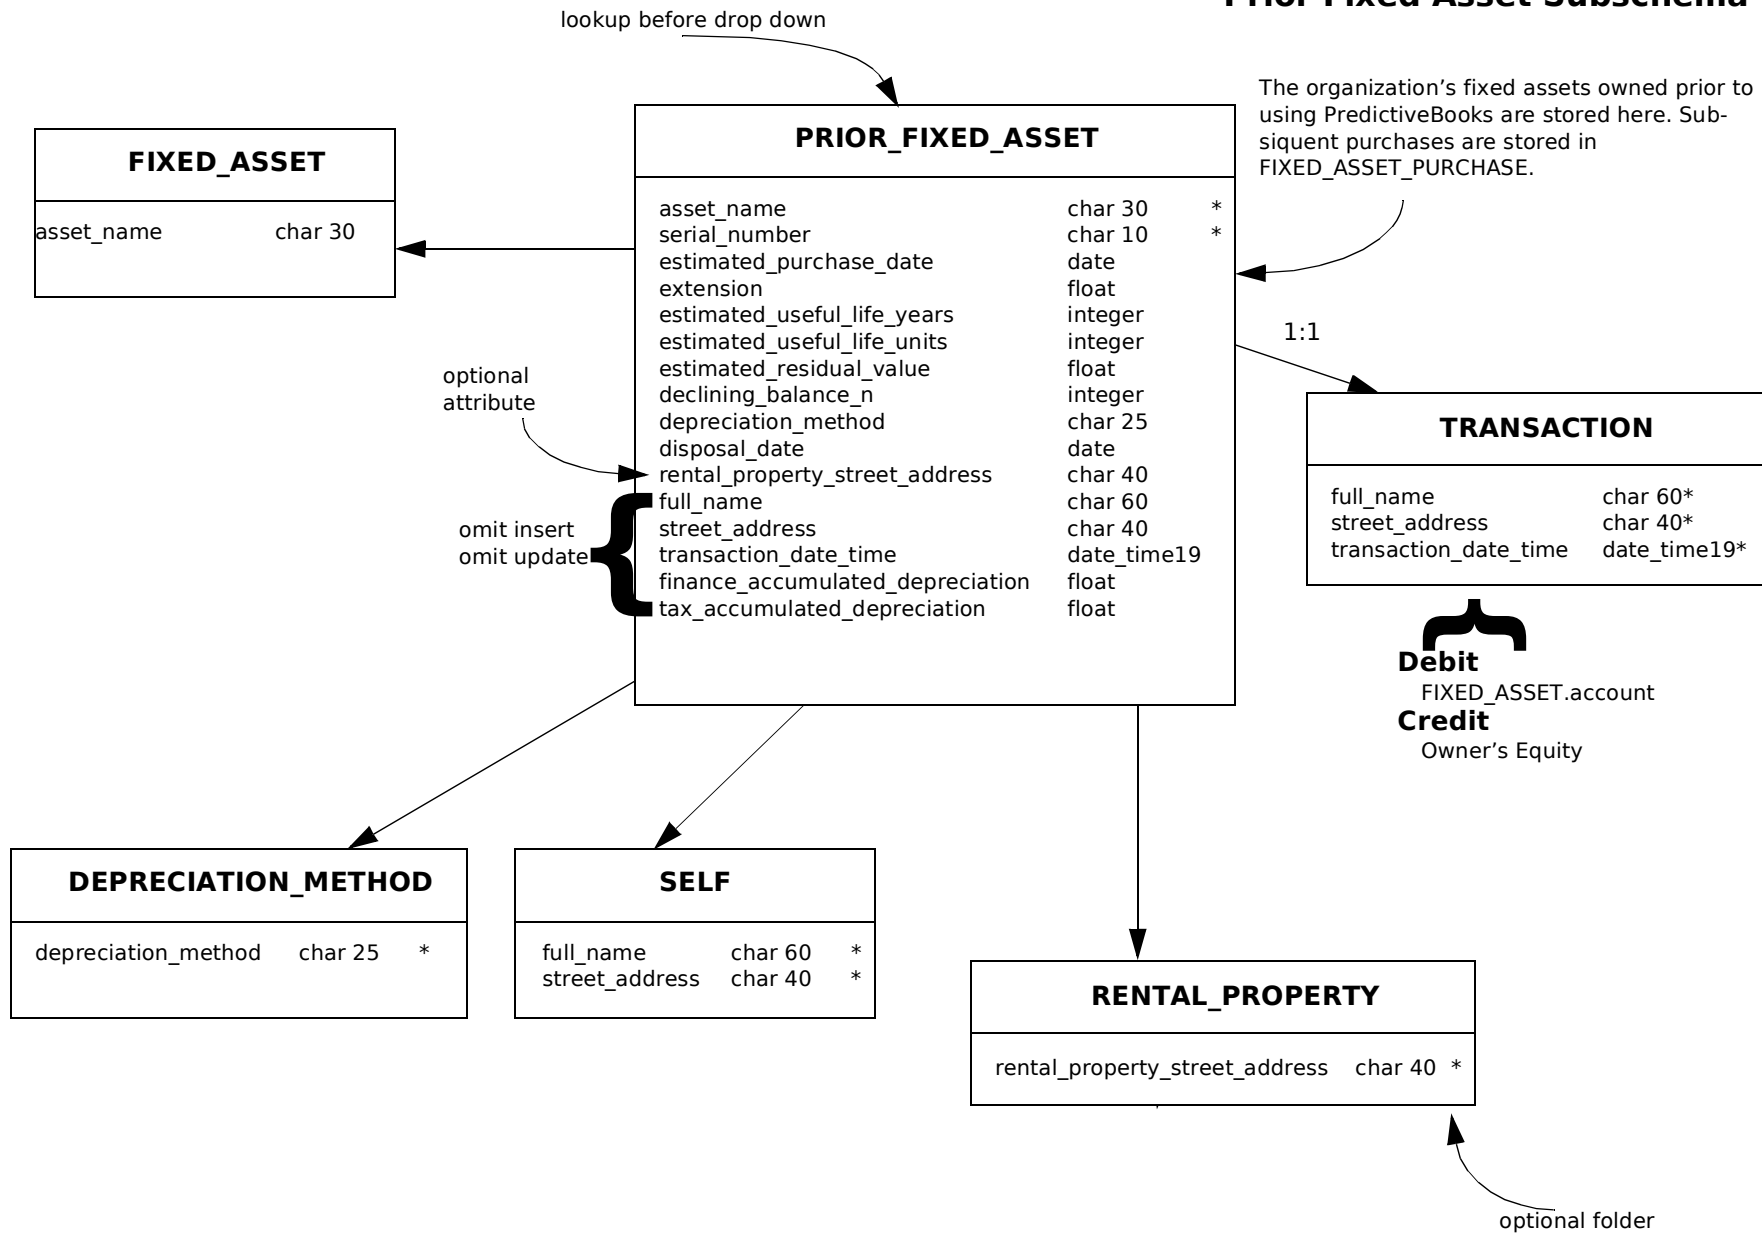 Prior Fixed Asset Subschema
lookup before drop down
The organization’s fixed assets owned prior to
using PredictiveBooks are stored here. Sub-
siquent purchases are stored in
FIXED_ASSET_PURCHASE.
PRIOR_FIXED_ASSET
asset_name char 30 *
serial_number char 10 *
estimated_purchase_date date
extension float
estimated_useful_life_years integer
estimated_useful_life_units integer
estimated_residual_value float
declining_balance_n integer
depreciation_method char 25
disposal_date date
rental_property_street_address char 40
full_name char 60
street_address char 40
transaction_date_time date_time19
finance_accumulated_depreciation float
tax_accumulated_depreciation float
FIXED_ASSET
asset_name char 30
optional
attribute
omit insert
omit update
1:1
TRANSACTION
full_name char 60*
street_address char 40*
transaction_date_time date_time19*
Debit
FIXED_ASSET.account
Credit
Owner’s Equity
DEPRECIATION_METHOD
depreciation_method char 25 *
SELF
full_name char 60 *
street_address char 40 *
RENTAL_PROPERTY
rental_property_street_address char 40 *
optional folder